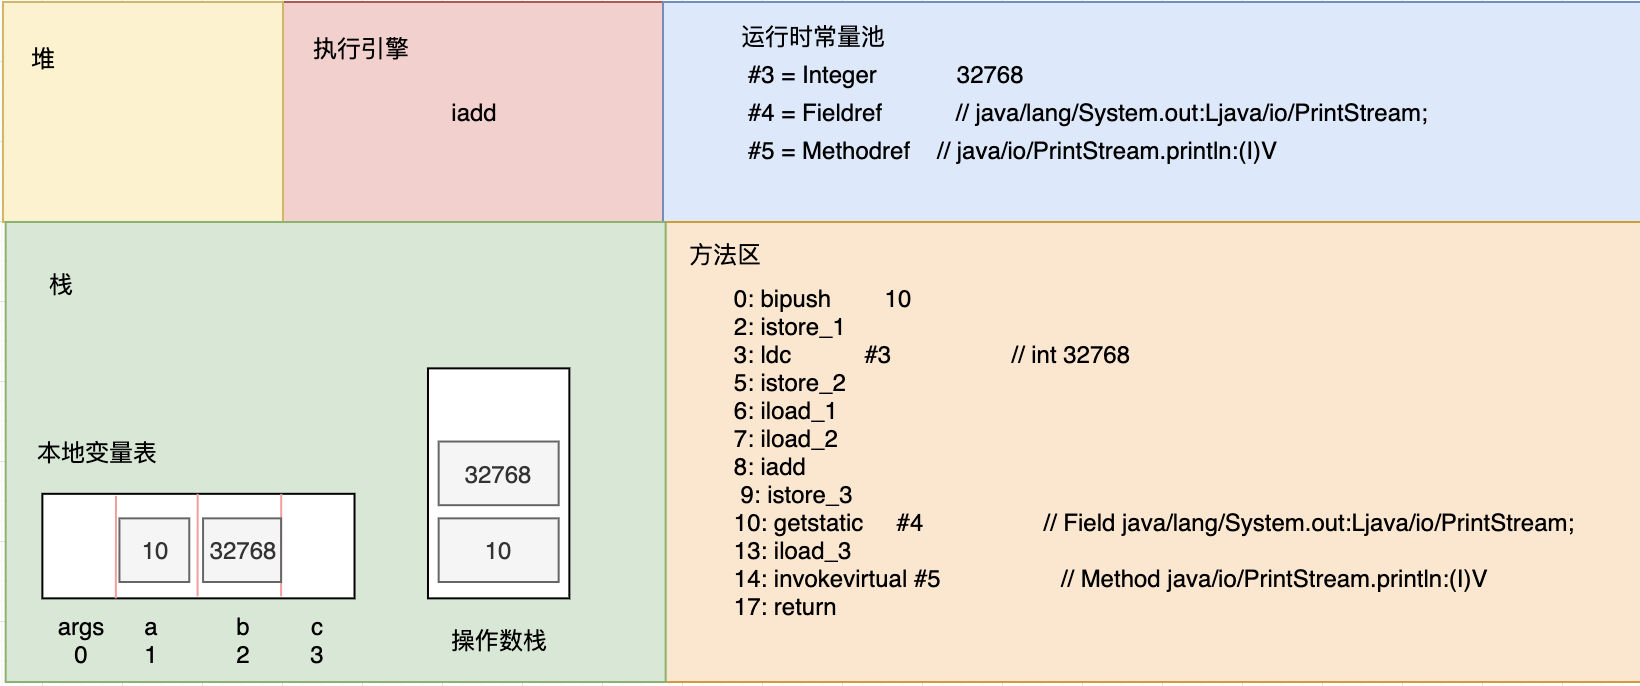 堆
执行引擎
iadd
运行时常量池
#3 = Integer 32768
#4 = Fieldref // java/lang/System.out:Ljava/io/PrintStream;
#5 = Methodref // java/io/PrintStream.println:(I)V
栈
本地变量表
10 32768
args a b c
0 1 2 3
32768
10
操作数栈
方法区
0: bipush 10
2: istore_1
3: ldc #3 // int 32768
5: istore_2
6: iload_1
7: iload_2
8: iadd
9: istore_3
10: getstatic #4 // Field java/lang/System.out:Ljava/io/PrintStream;
13: iload_3
14: invokevirtual #5 // Method java/io/PrintStream.println:(I)V
17: return